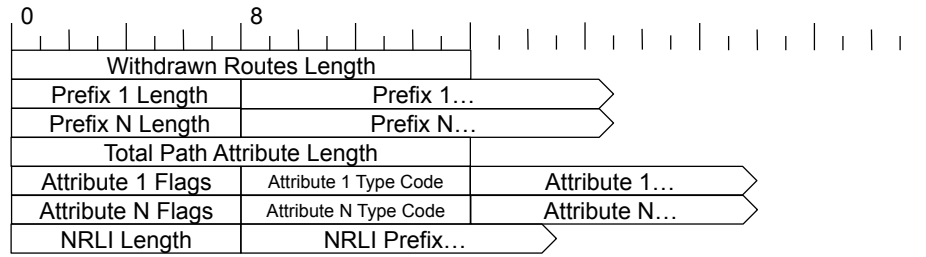 0 8
Withdrawn Routes Length
Prefix 1 Length Prefix 1…
Prefix N Length Prefix N…
Total Path Attribute Length
Attribute 1 Flags Attribute 1 Type Code Attribute 1…
Attribute N Flags Attribute N Type Code Attribute N…
NRLI Length NRLI Prefix…